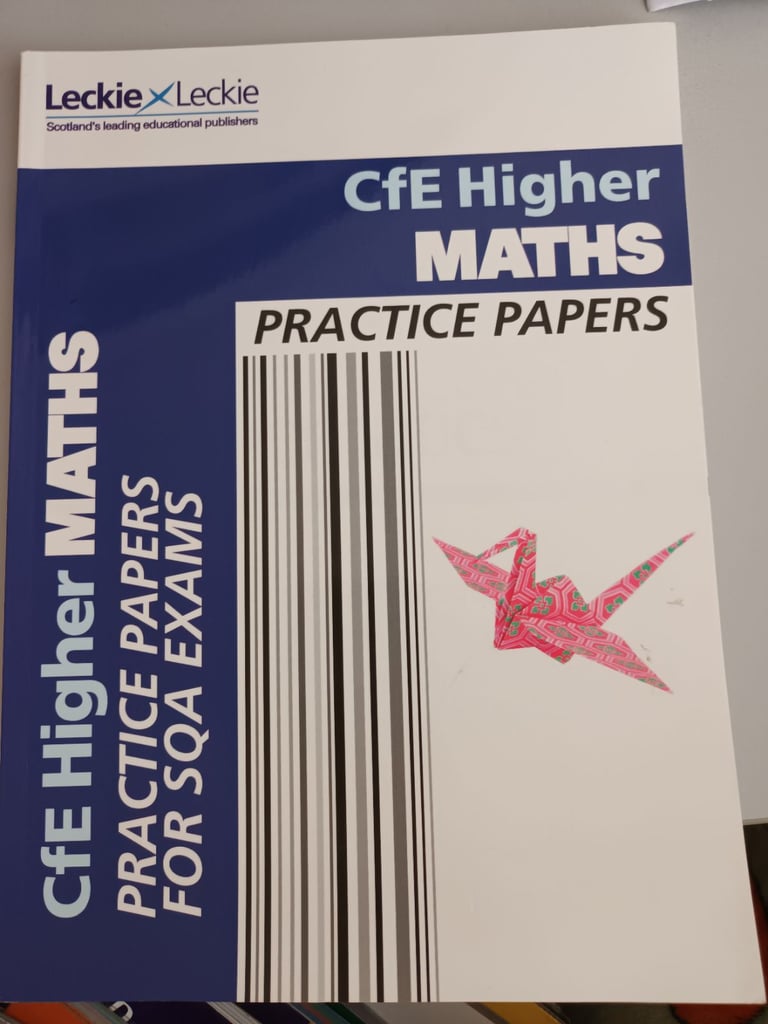 Leckie Leckie
Scotland's leading educational publishers
CfE Higher
MATHS
PRACTICE PAPERS
CfE Higher MATHS
PRACTICE PAPERS
FOR SQA EXAMS